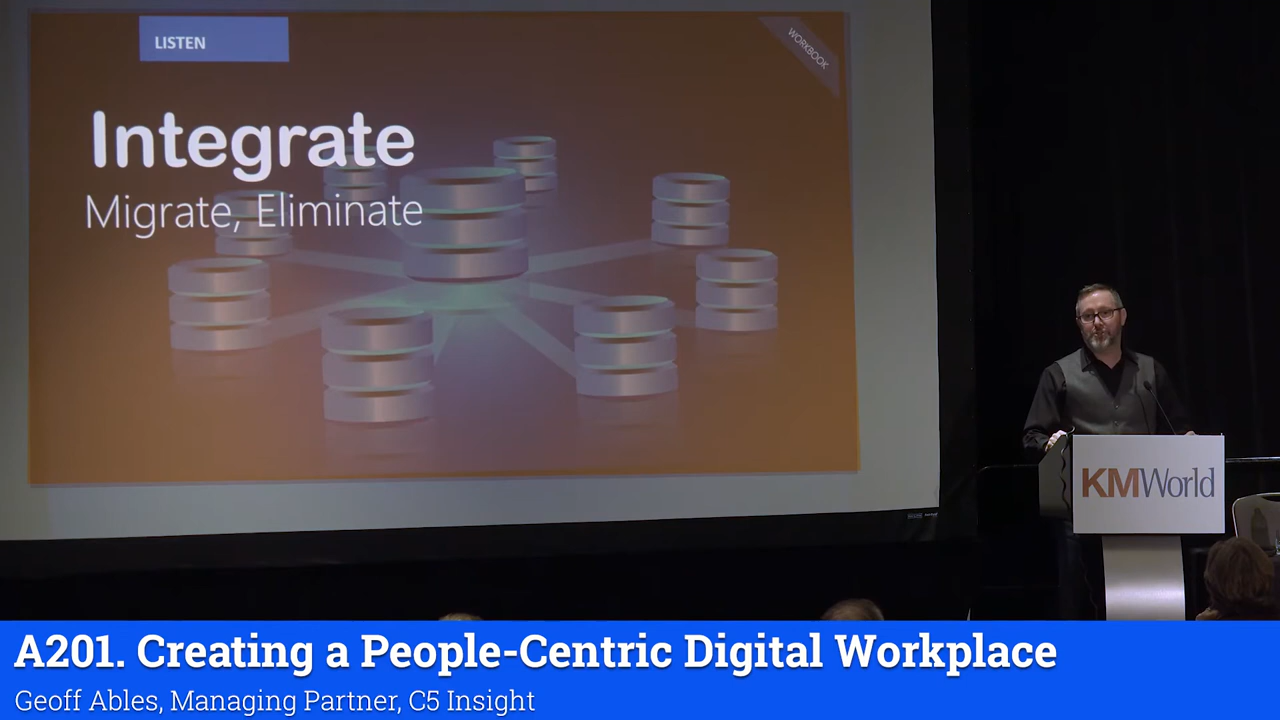 LISTEN
WORKBOOK
Integrate
Migrate, Eliminate
KMWorld
A201. Creating a People-Centric Digital Workplace
Geoff Ables, Managing Partner, C5 Insight